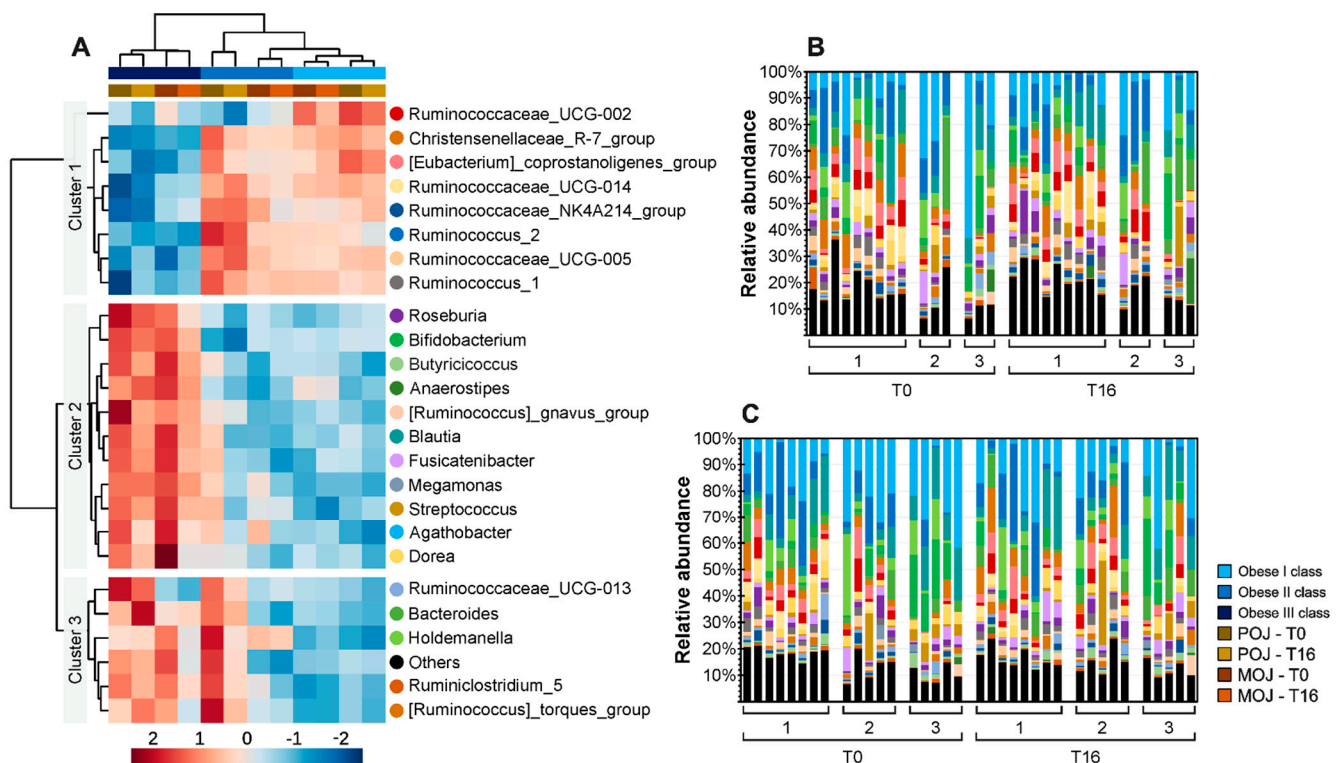 A
Cluster 1
Ruminococcaceae_UCG-002
Christensenellaceae_R-7_group
[Eubacterium]_coprostanoligenes_group
Ruminococcaceae_UCG-014
Ruminococcaceae_NK4A214_group
Ruminococcus_2
Ruminococcaceae_UCG-005
Ruminococcus_1
Cluster 2
Roseburia
Bifidobacterium
Butyricicoccus
Anaerostipes
[Ruminococcus]_gnavus_group
Blautia
Fusicatenibacter
Megamonas
Streptococcus
Agathobacter
Dorea
Cluster 3
Ruminococcaceae_UCG-013
Bacteroides
Holdemanella
Others
Ruminiclostridium_5
[Ruminococcus]_torques_group
2 1 0 -1 -2
B
Relative abundance
100%
90%
80%
70%
60%
50%
40%
30%
20%
10%
1 2 3 1 2 3
T0 T16
C
Relative abundance
100%
90%
80%
70%
60%
50%
40%
30%
20%
10%
1 2 3 1 2 3
T0 T16
Obese I class
Obese II class
Obese III class
POJ - T0
POJ - T16
MOJ - T0
MOJ - T16